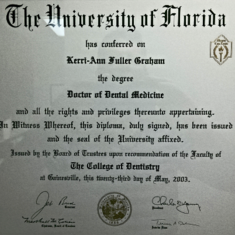 The University of Florida
has conferred on
Kerri-Ann Fuller Graham
the degree
Doctor of Dental Medicine
and all the rights and privileges thereunto appertaining.
In Witness Whereof, this diploma, duly signed, has been issued
and the seal of the University affixed.
Issued by the Board of Trustees upon recommendation of the Faculty of
The College of Dentistry
at Gainesville, this twenty-third day of May, 2003.